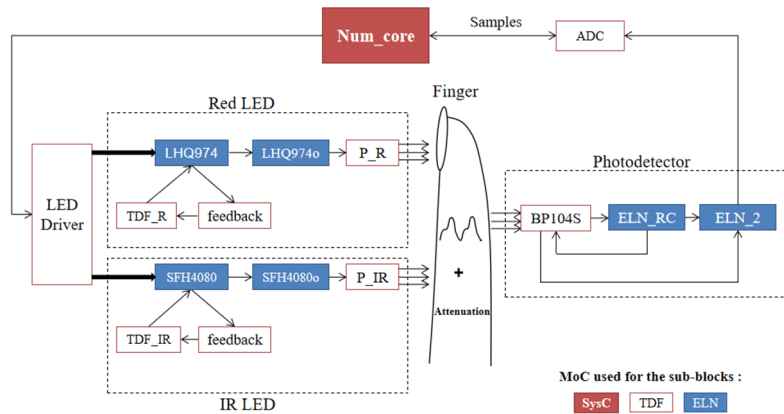 Num_core
Samples
ADC
Red LED
Finger
LHQ974
LHQ974o
P_R
TDF_R
feedback
LED
Driver
Photodetector
BP104S
ELN_RC
ELN_2
SFH4080
SFH4080o
P_IR
TDF_IR
feedback
+
Attenuation
IR LED
MoC used for the sub-blocks :
SysC
TDF
ELN